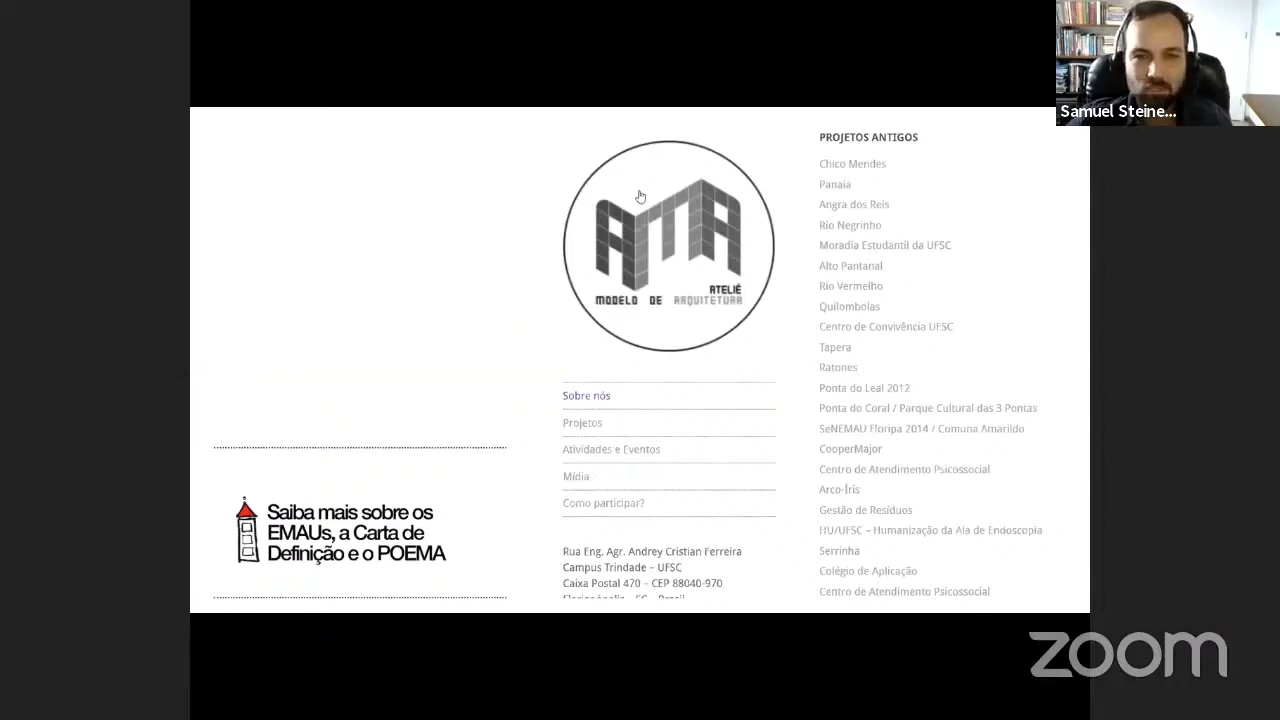 Samuel Steine...
AMA
ATELIÊ
MODELO DE ARQUITETURA
Sobre nós
Projetos
Atividades e Eventos
Mídia
Como participar?
Rua Eng. Agr. Andrey Cristian Ferreira
Campus Trindade – UFSC
Caixa Postal 470 – CEP 88040-970
Florianópolis – SC – Brasil
Saiba mais sobre os
EMAUs, a Carta de
Definição e o POEMA
PROJETOS ANTIGOS
Chico Mendes
Panaia
Angra dos Reis
Rio Negrinho
Moradia Estudantil da UFSC
Alto Pantanal
Rio Vermelho
Quilombolas
Centro de Convivência UFSC
Tapera
Ratones
Ponta do Leal 2012
Ponta do Coral / Parque Cultural das 3 Pontas
SeNEMAU Floripa 2014 / Comuna Amarildo
CooperMajor
Centro de Atendimento Psicossocial
Arco-Íris
Gestão de Resíduos
HU/UFSC – Humanização da Ala de Endoscopia
Serrinha
Colégio de Aplicação
Centro de Atendimento Psicossocial
zoom